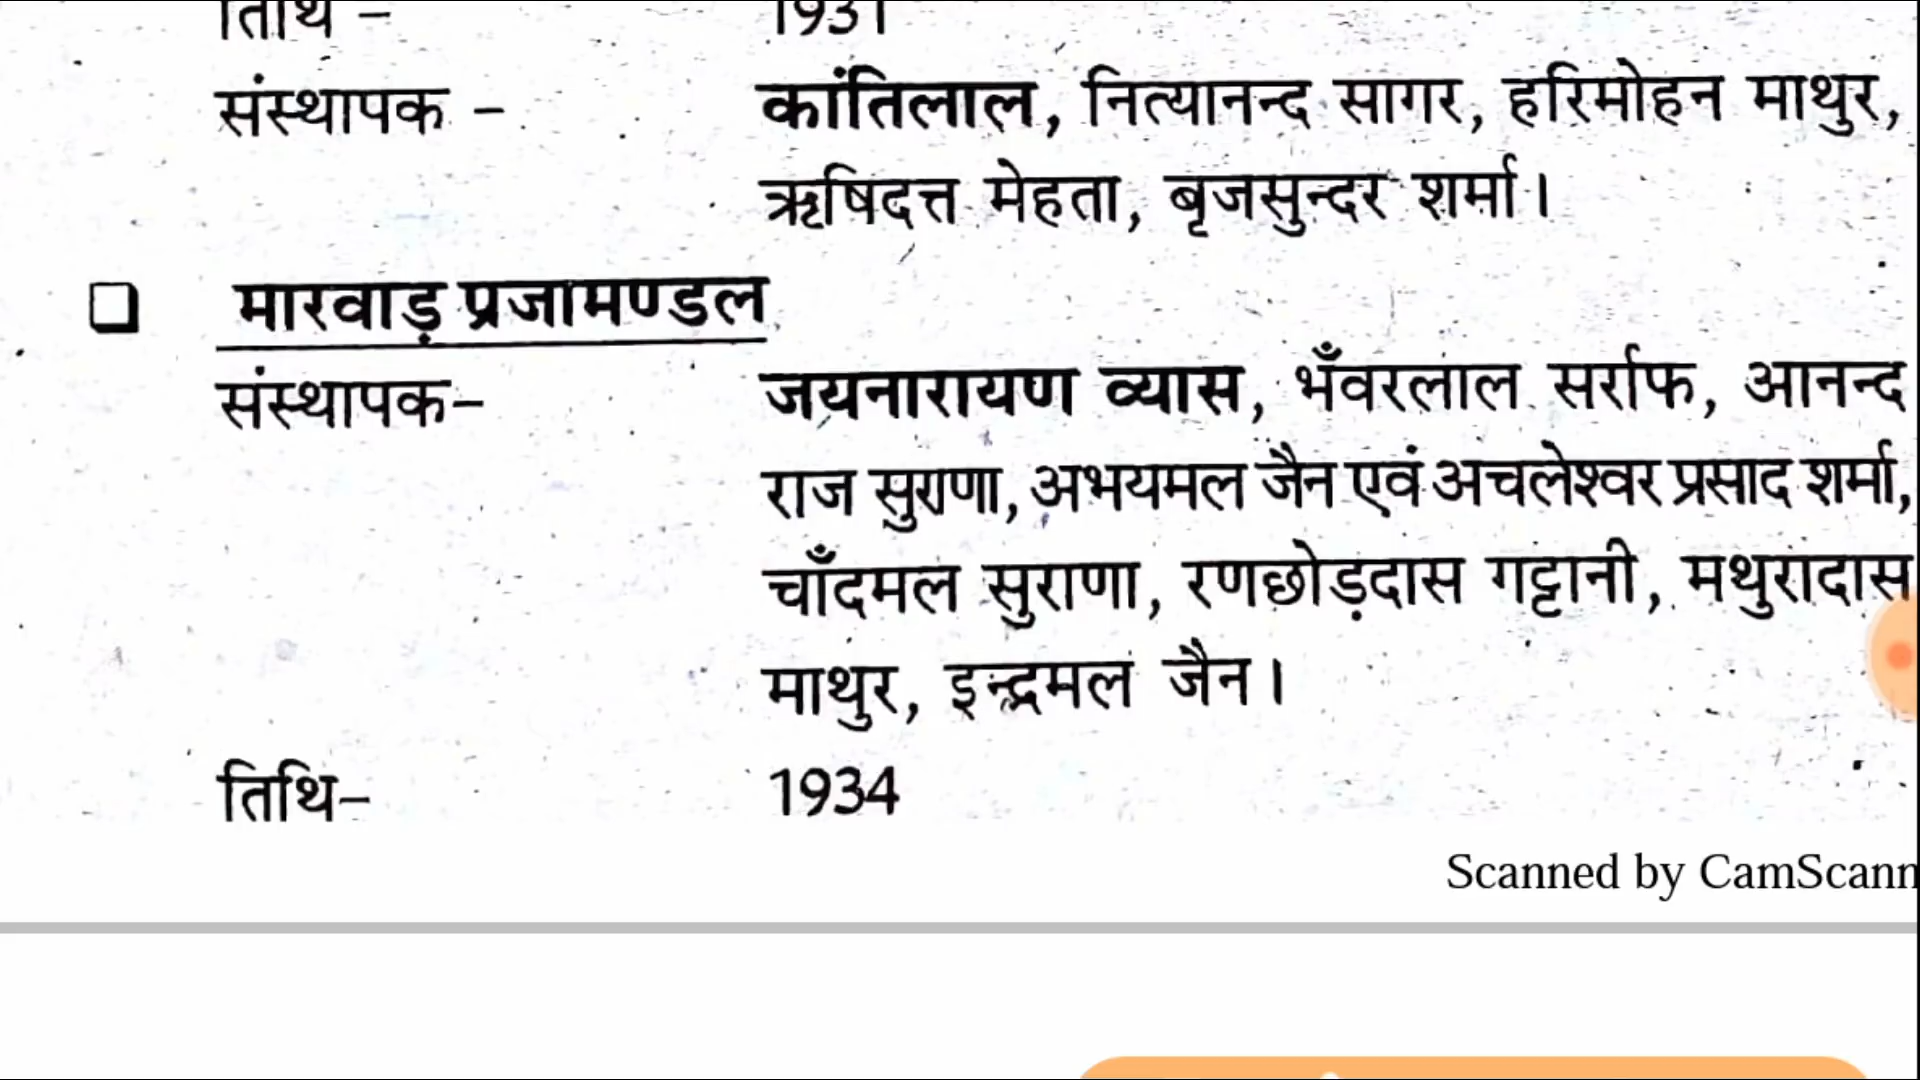 तिथि – 1931
संस्थापक – कांतिलाल, नित्यानन्द सागर, हरिमोहन माथुर,
ऋषिदत्त मेहता, बृजसुन्दर शर्मा।
मारवाड़ प्रजामण्डल
संस्थापक– जयनारायण व्यास, भँवरलाल सर्राफ, आनन्द
राज सुराणा, अभयमल जैन एवं अचलेश्वर प्रसाद शर्मा,
चाँदमल सुराणा, रणछोड़दास गट्टानी, मथुरादास
माथुर, इन्द्रमल जैन।
तिथि– 1934
Scanned by CamScann